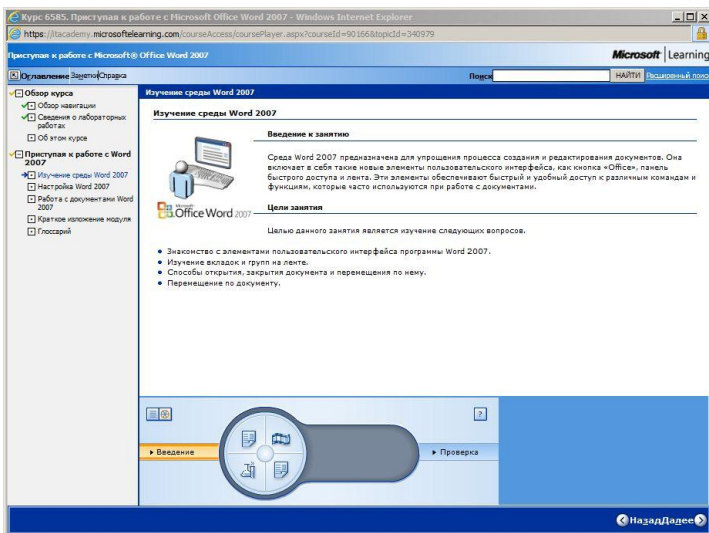 Курс 6585. Приступая к работе с Microsoft Office Word 2007 - Windows Internet Explorer
https://itacademy.microsoftelearning.com/courseAccess/coursePlayer.aspx?courseId=90166&topicId=340979
Приступая к работе с Microsoft® Office Word 2007
Microsoft Learning
Оглавление Заметки Справка
Поиск НАЙТИ Расширенный поис
Обзор курса
Обзор навигации
Сведения о лабораторных
работах
Об этом курсе
Приступая к работе с Word
2007
Изучение среды Word 2007
Настройка Word 2007
Работа с документами Word
2007
Краткое изложение модуля
Глоссарий
Изучение среды Word 2007
Изучение среды Word 2007
Введение к занятию
Среда Word 2007 предназначена для упрощения процесса создания и редактирования документов. Она
включает в себя такие новые элементы пользовательского интерфейса, как кнопка «Office», панель
быстрого доступа и лента. Эти элементы обеспечивают быстрый и удобный доступ к различным командам и
функциям, которые часто используются при работе с документами.
Office Word 2007
Цели занятия
Целью данного занятия является изучение следующих вопросов.
• Знакомство с элементами пользовательского интерфейса программы Word 2007.
• Изучение вкладок и групп на ленте.
• Способы открытия, закрытия документа и перемещения по нему.
• Перемещение по документу.
?
Введение
Проверка
Назад Далее